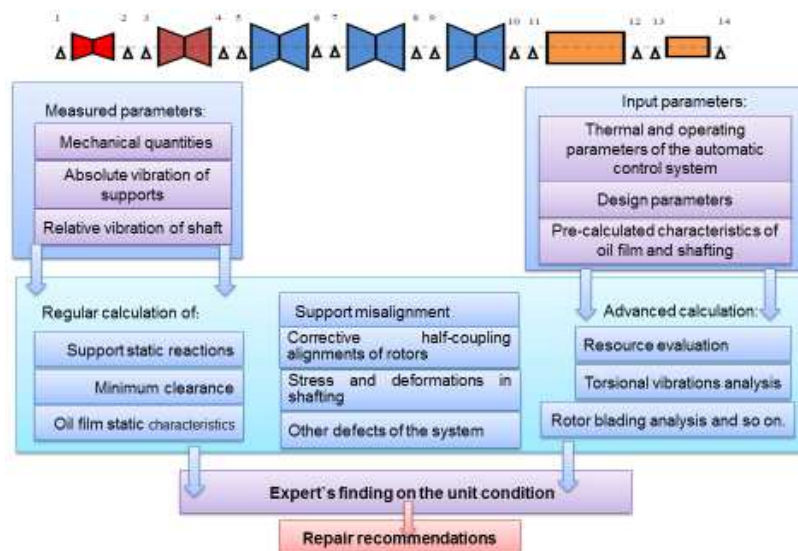 1 2 3 4 5 6 7 8 9 10 11 12 13 14
Measured parameters:
Mechanical quantities
Absolute vibration of
supports
Relative vibration of shaft
Input parameters:
Thermal and operating
parameters of the automatic
control system
Design parameters
Pre-calculated characteristics of
oil film and shafting
Regular calculation of:
Support static reactions
Minimum clearance
Oil film static characteristics
Support misalignment
Corrective half-coupling
alignments of rotors
Stress and deformations in
shafting
Other defects of the system
Advanced calculation:
Resource evaluation
Torsional vibrations analysis
Rotor blading analysis and so on.
Expert`s finding on the unit condition
Repair recommendations